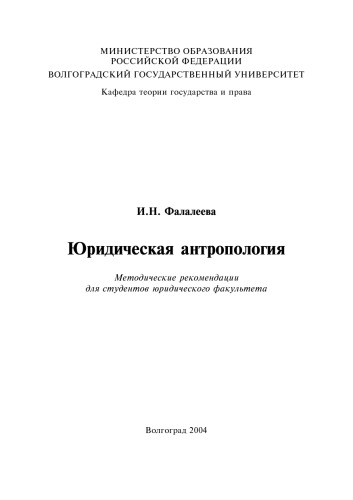 МИНИСТЕРСТВО ОБРАЗОВАНИЯ
РОССИЙСКОЙ ФЕДЕРАЦИИ
ВОЛГОГРАДСКИЙ ГОСУДАРСТВЕННЫЙ УНИВЕРСИТЕТ
Кафедра теории государства и права
И.Н. Фалалеева
Юридическая антропология
Методические рекомендации
для студентов юридического факультета
Волгоград 2004